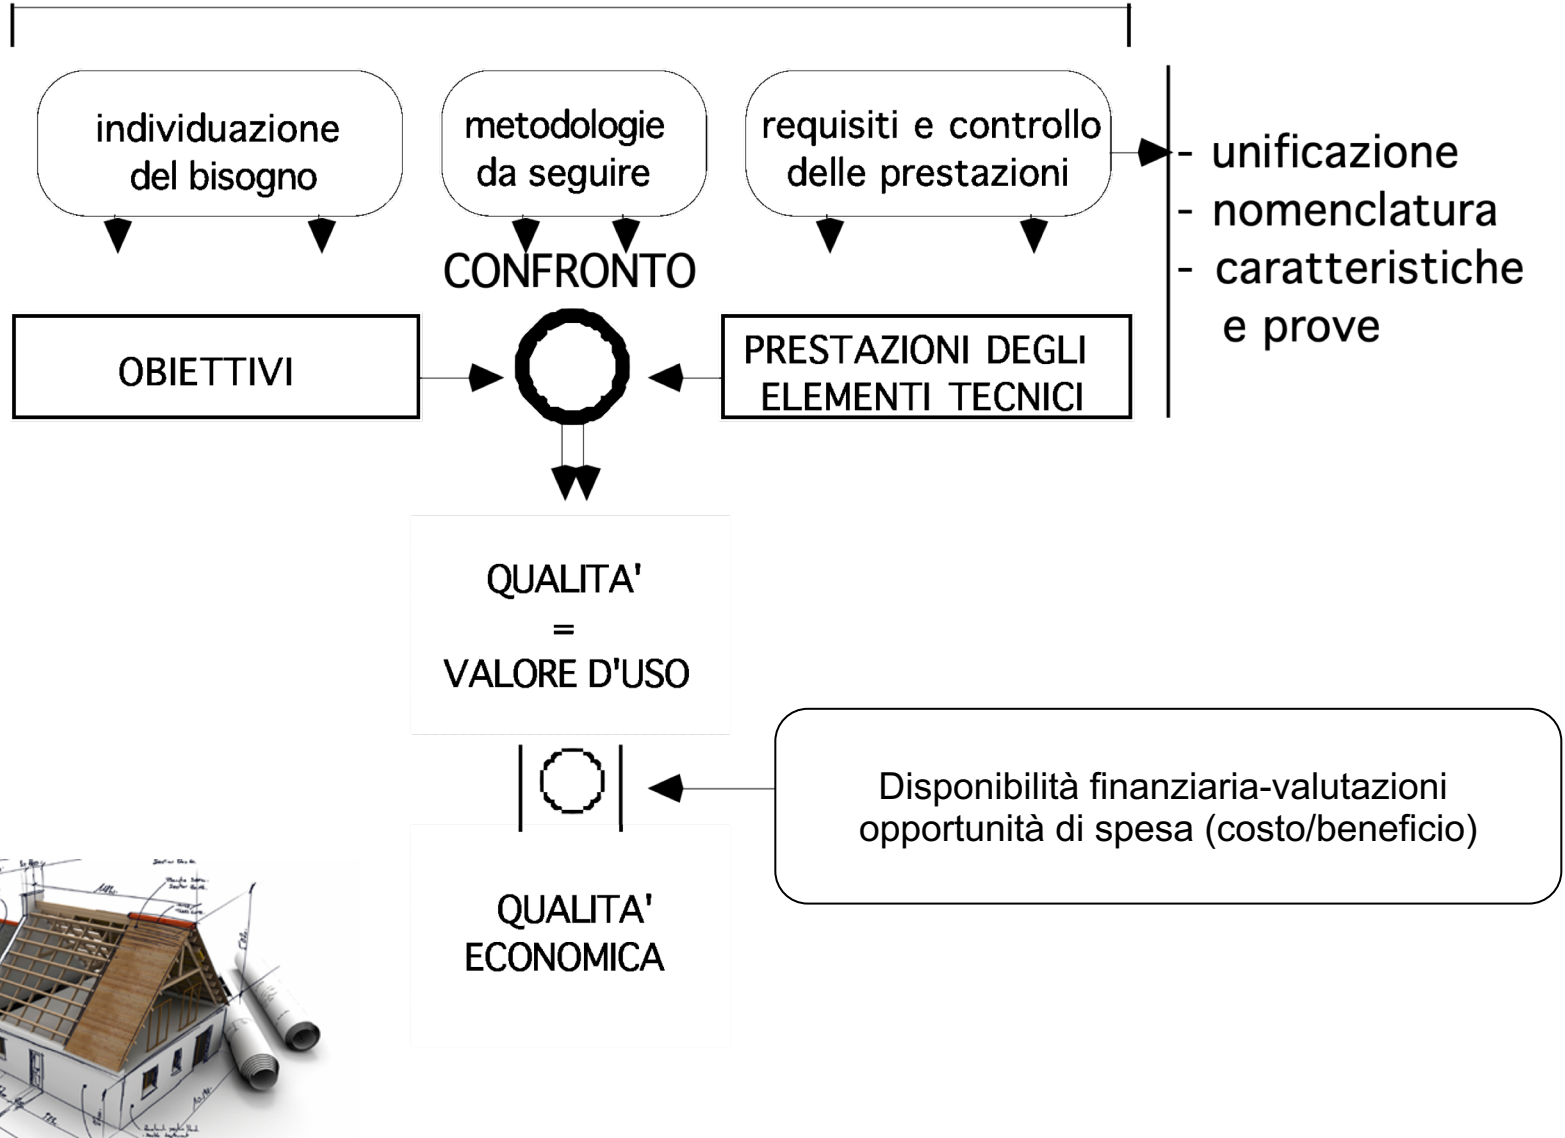 individuazione
del bisogno
metodologie
da seguire
requisiti e controllo
delle prestazioni
- unificazione
- nomenclatura
- caratteristiche
e prove
CONFRONTO
OBIETTIVI
PRESTAZIONI DEGLI
ELEMENTI TECNICI
QUALITA'
=
VALORE D'USO
Disponibilità finanziaria-valutazioni
opportunità di spesa (costo/beneficio)
QUALITA'
ECONOMICA